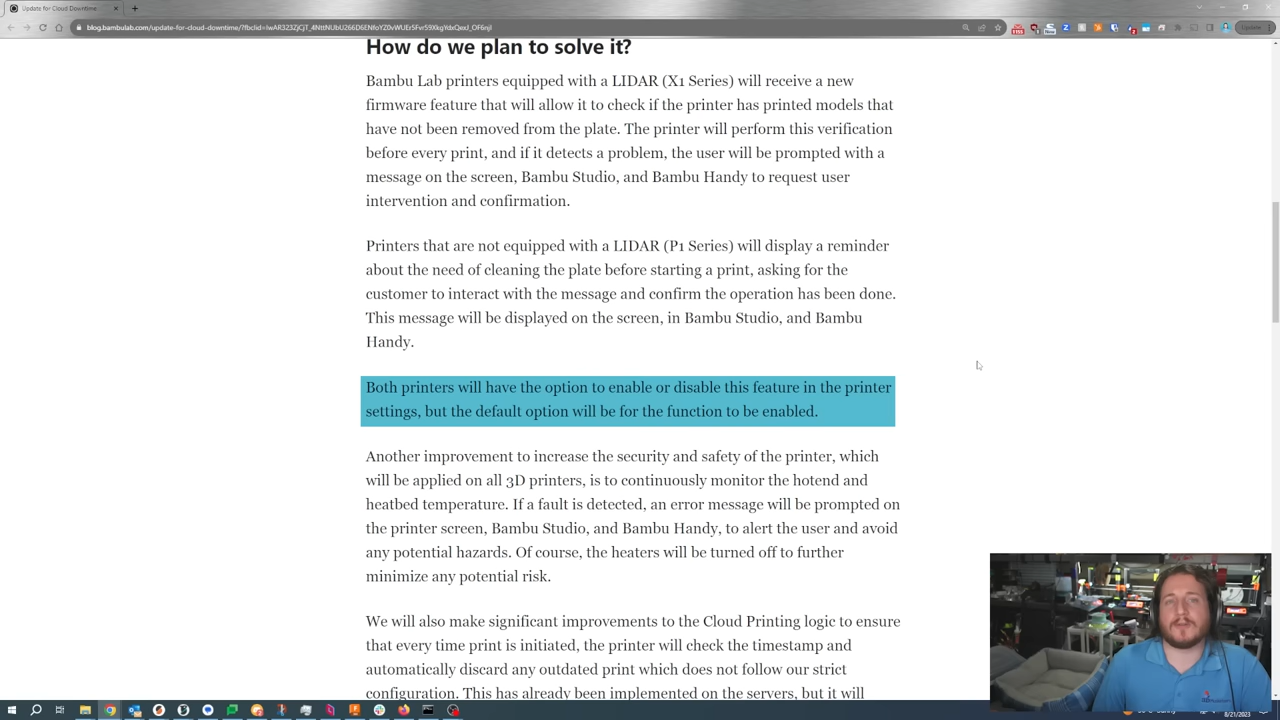 Update for Cloud Downtime
Update
How do we plan to solve it?
Bambu Lab printers equipped with a LIDAR (X1 Series) will receive a new
firmware feature that will allow it to check if the printer has printed models that
have not been removed from the plate. The printer will perform this verification
before every print, and if it detects a problem, the user will be prompted with a
message on the screen, Bambu Studio, and Bambu Handy to request user
intervention and confirmation.
Printers that are not equipped with a LIDAR (P1 Series) will display a reminder
about the need of cleaning the plate before starting a print, asking for the
customer to interact with the message and confirm the operation has been done.
This message will be displayed on the screen, in Bambu Studio, and Bambu
Handy.
Both printers will have the option to enable or disable this feature in the printer
settings, but the default option will be for the function to be enabled.
Another improvement to increase the security and safety of the printer, which
will be applied on all 3D printers, is to continuously monitor the hotend and
heatbed temperature. If a fault is detected, an error message will be prompted on
the printer screen, Bambu Studio, and Bambu Handy, to alert the user and avoid
any potential hazards. Of course, the heaters will be turned off to further
minimize any potential risk.
We will also make significant improvements to the Cloud Printing logic to ensure
that every time print is initiated, the printer will check the timestamp and
automatically discard any outdated print which does not follow our strict
configuration. This has already been implemented on the servers, but it will
8/21/2023